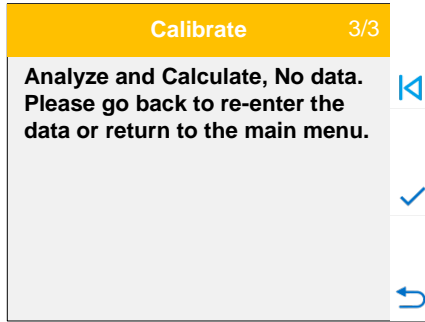 Calibrate 3/3
Analyze and Calculate, No data.
Please go back to re-enter the
data or return to the main menu.